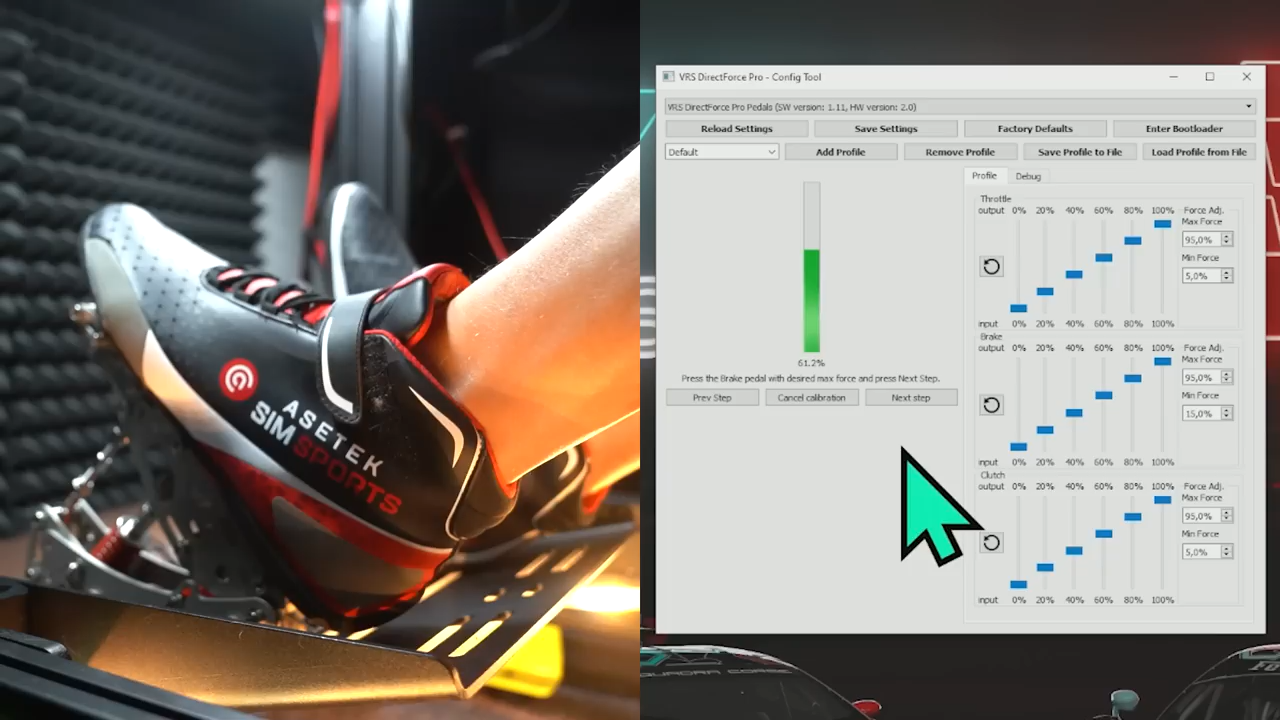 ASETEK
SIMSPORTS
VRS DirectForce Pro - Config Tool
VRS DirectForce Pro Pedals (SW version: 1.11, HW version: 2.0)
Reload Settings Save Settings Factory Defaults Enter Bootloader
Default Add Profile Remove Profile Save Profile to File Load Profile from File
61.2%
Press the Brake pedal with desired max force and press Next Step.
Prev Step Cancel calibration Next step
Profile Debug
Throttle
output 0% 20% 40% 60% 80% 100% Force Adj.
Max Force
95,0%
Min Force
5,0%
input 0% 20% 40% 60% 80% 100%
Brake
output 0% 20% 40% 60% 80% 100% Force Adj.
Max Force
95,0%
Min Force
15,0%
input 0% 20% 40% 60% 80% 100%
Clutch
output 0% 20% 40% 60% 80% 100% Force Adj.
Max Force
95,0%
Min Force
5,0%
input 0% 20% 40% 60% 80% 100%